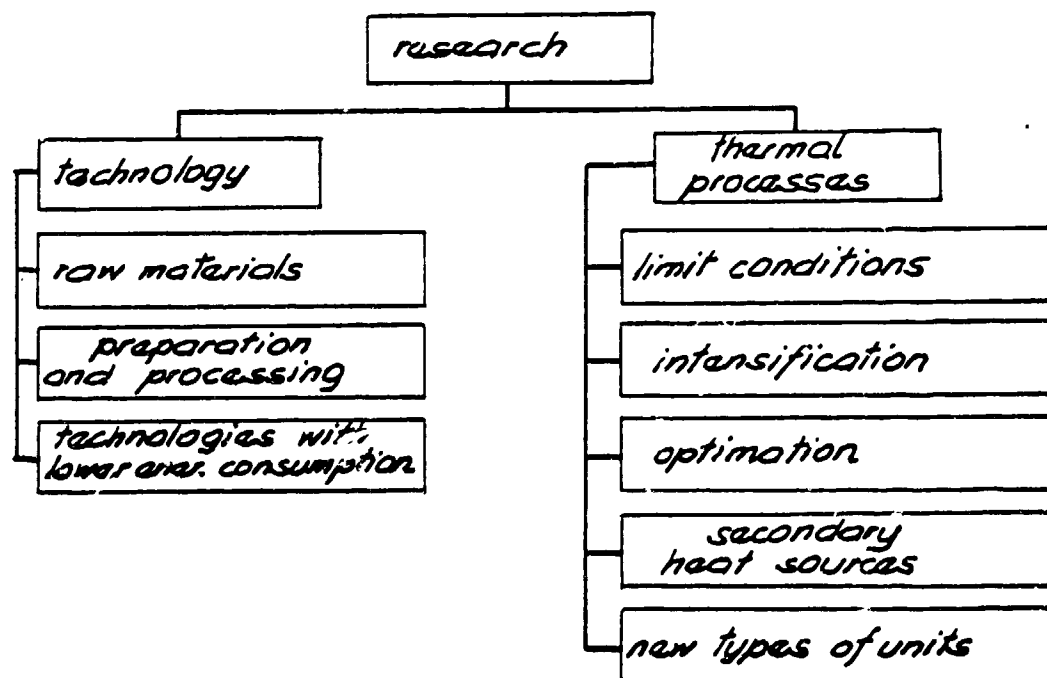 research
technology
thermal
processes
raw materials
limit conditions
preparation
and processing
intensification
technologies with
lower ener. consumption
optimation
secondary
heat sources
new types of units